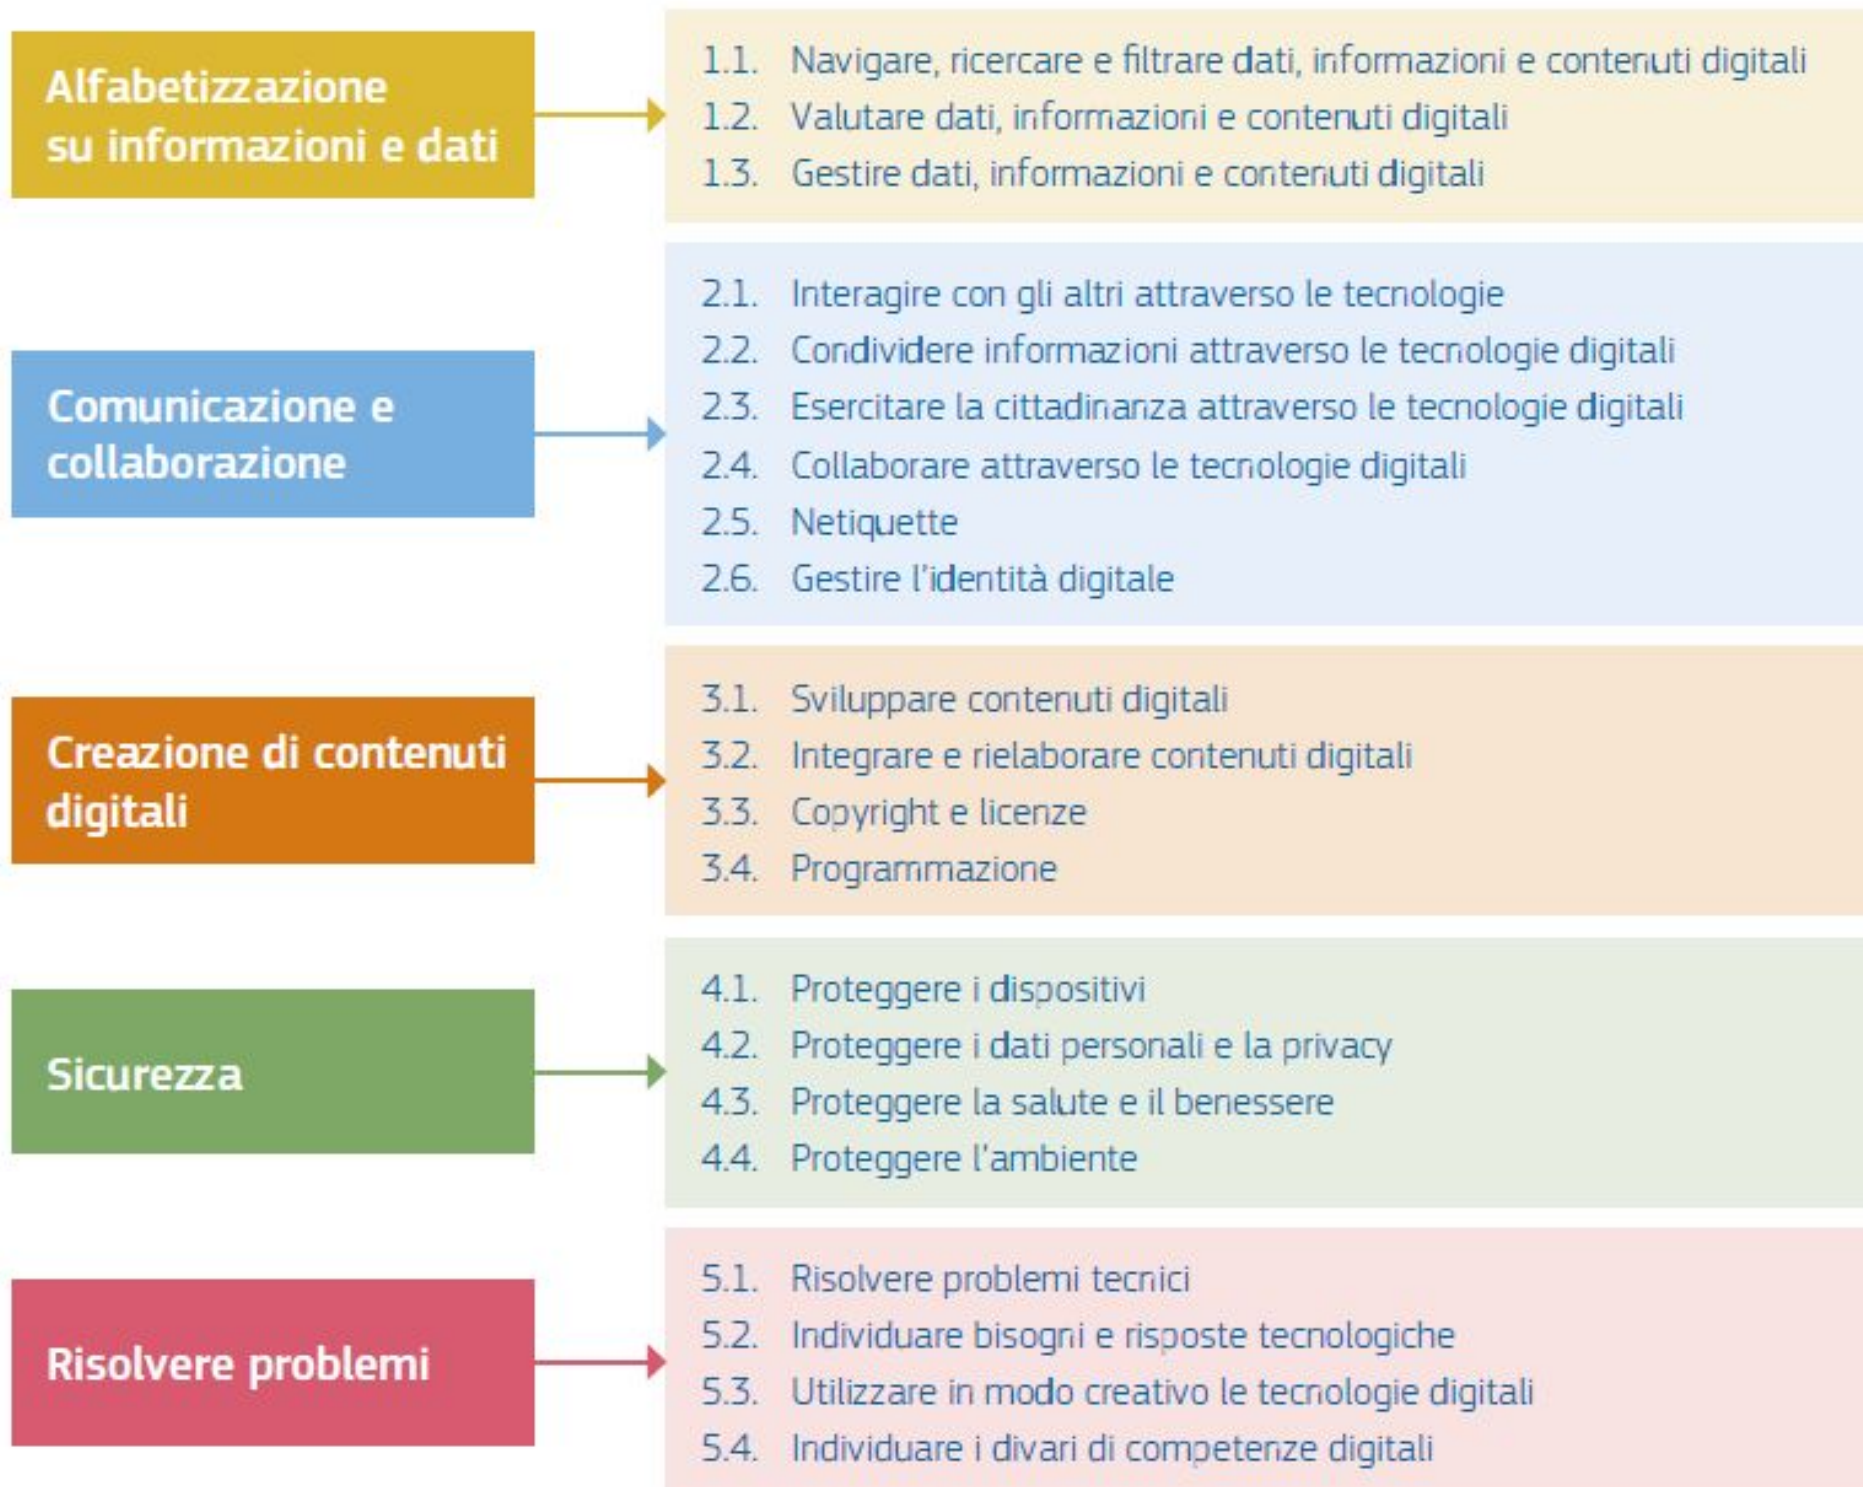 Alfabetizzazione
su informazioni e dati
1.1. Navigare, ricercare e filtrare dati, informazioni e contenuti digitali
1.2. Valutare dati, informazioni e contenuti digitali
1.3. Gestire dati, informazioni e contenuti digitali
Comunicazione e
collaborazione
2.1. Interagire con gli altri attraverso le tecnologie
2.2. Condividere informazioni attraverso le tecnologie digitali
2.3. Esercitare la cittadinanza attraverso le tecnologie digitali
2.4. Collaborare attraverso le tecnologie digitali
2.5. Netiquette
2.6. Gestire l'identità digitale
Creazione di contenuti
digitali
3.1. Sviluppare contenuti digitali
3.2. Integrare e rielaborare contenuti digitali
3.3. Copyright e licenze
3.4. Programmazione
Sicurezza
4.1. Proteggere i dispositivi
4.2. Proteggere i dati personali e la privacy
4.3. Proteggere la salute e il benessere
4.4. Proteggere l'ambiente
Risolvere problemi
5.1. Risolvere problemi tecnici
5.2. Individuare bisogni e risposte tecnologiche
5.3. Utilizzare in modo creativo le tecnologie digitali
5.4. Individuare i divari di competenze digitali